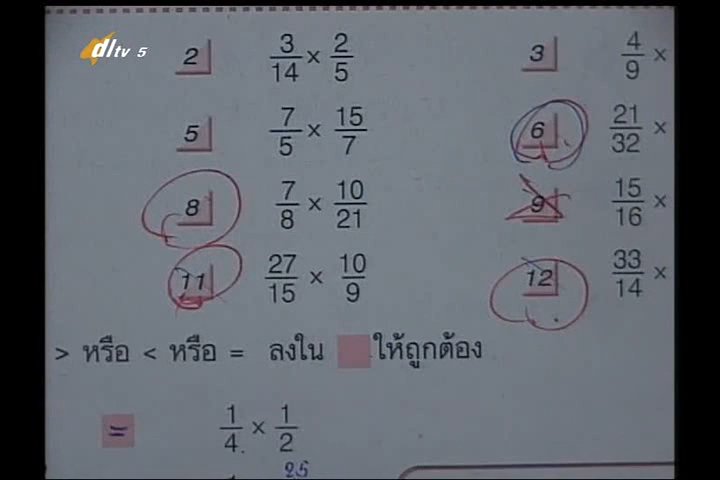 dltv 5
2 3/14 × 2/5 3 4/9 ×
5 7/5 × 15/7 6 21/32 ×
8 7/8 × 10/21 9 15/16 ×
11 27/15 × 10/9 12 33/14 ×
> หรือ < หรือ = ลงใน ให้ถูกต้อง
= 1/4 × 1/2
25